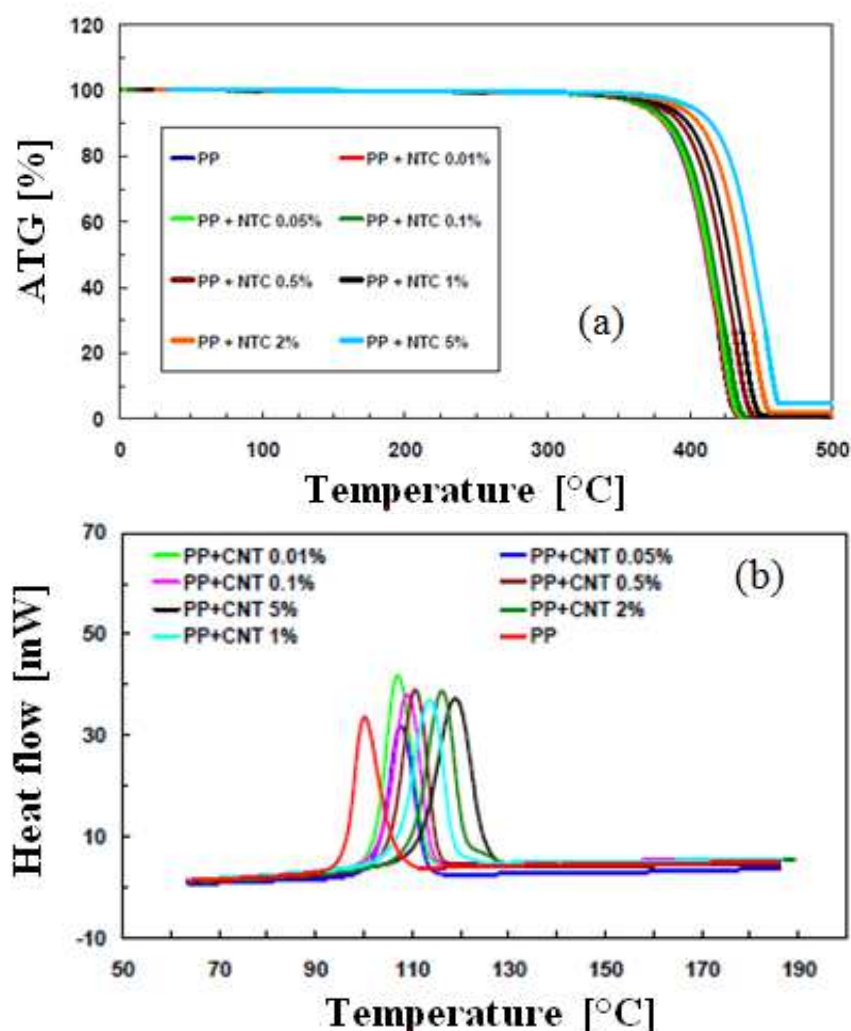 120
100
80
60
40
20
0
ATG [%]
PP
PP + NTC 0.01%
PP + NTC 0.05%
PP + NTC 0.1%
PP + NTC 0.5%
PP + NTC 1%
PP + NTC 2%
PP + NTC 5%
(a)
0 100 200 300 400 500
Temperature [°C]
70
50
30
10
-10
Heat flow [mW]
PP+CNT 0.01%
PP+CNT 0.05%
PP+CNT 0.1%
PP+CNT 0.5%
PP+CNT 5%
PP+CNT 2%
PP+CNT 1%
PP
(b)
50 70 90 110 130 150 170 190
Temperature [°C]